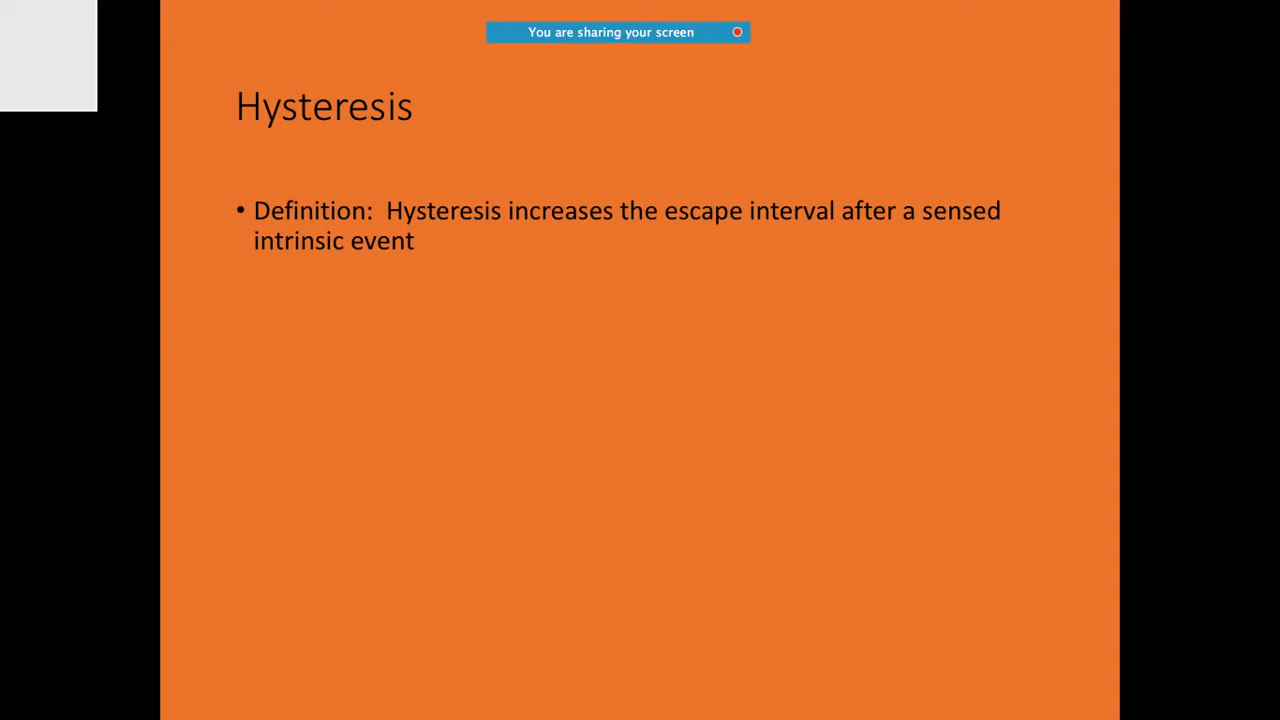 You are sharing your screen
Hysteresis
• Definition:  Hysteresis increases the escape interval after a sensed
intrinsic event